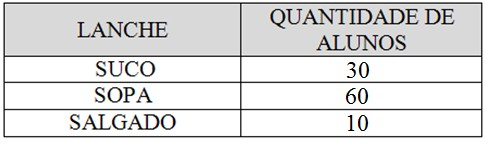 LANCHE QUANTIDADE DE ALUNOS
SUCO 30
SOPA 60
SALGADO 10